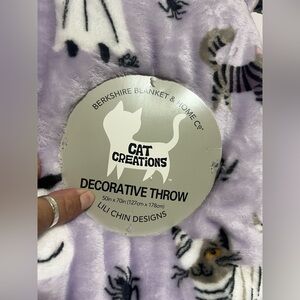 BERKSHIRE BLANKET & HOME Co®
CAT
CREATIONS
DECORATIVE THROW
50in x 70in (127cm x 178cm)
LILI CHIN DESIGNS